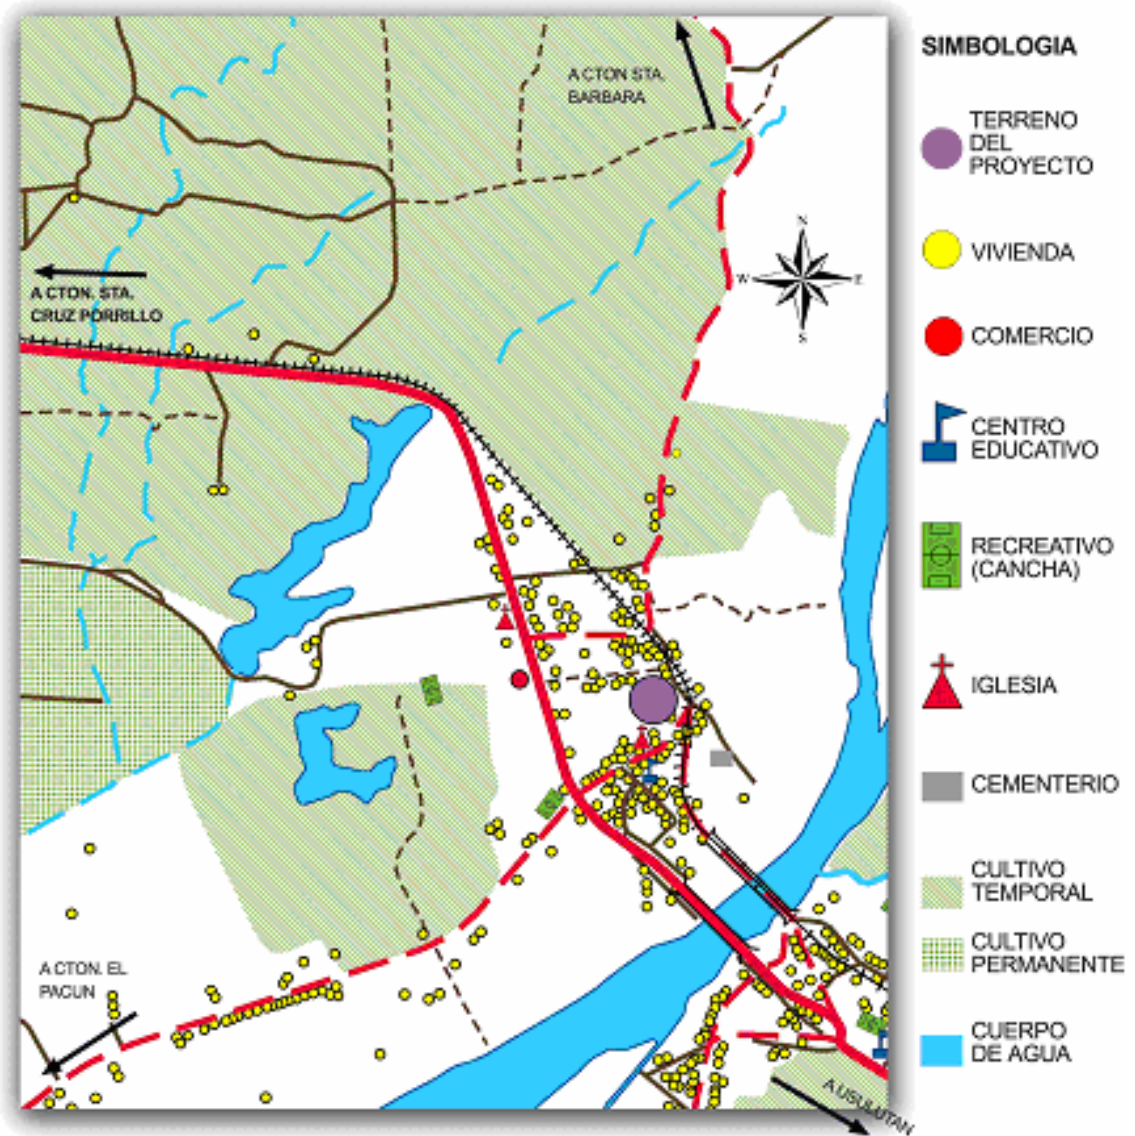 A CTON STA.
BARBARA
N
W
E
S
A CTON. STA.
CRUZ PORRILLO
A CTON. EL
PACUN
A USULUTAN
SIMBOLOGIA
TERRENO
DEL
PROYECTO
VIVIENDA
COMERCIO
CENTRO
EDUCATIVO
RECREATIVO
(CANCHA)
IGLESIA
CEMENTERIO
CULTIVO
TEMPORAL
CULTIVO
PERMANENTE
CUERPO
DE AGUA